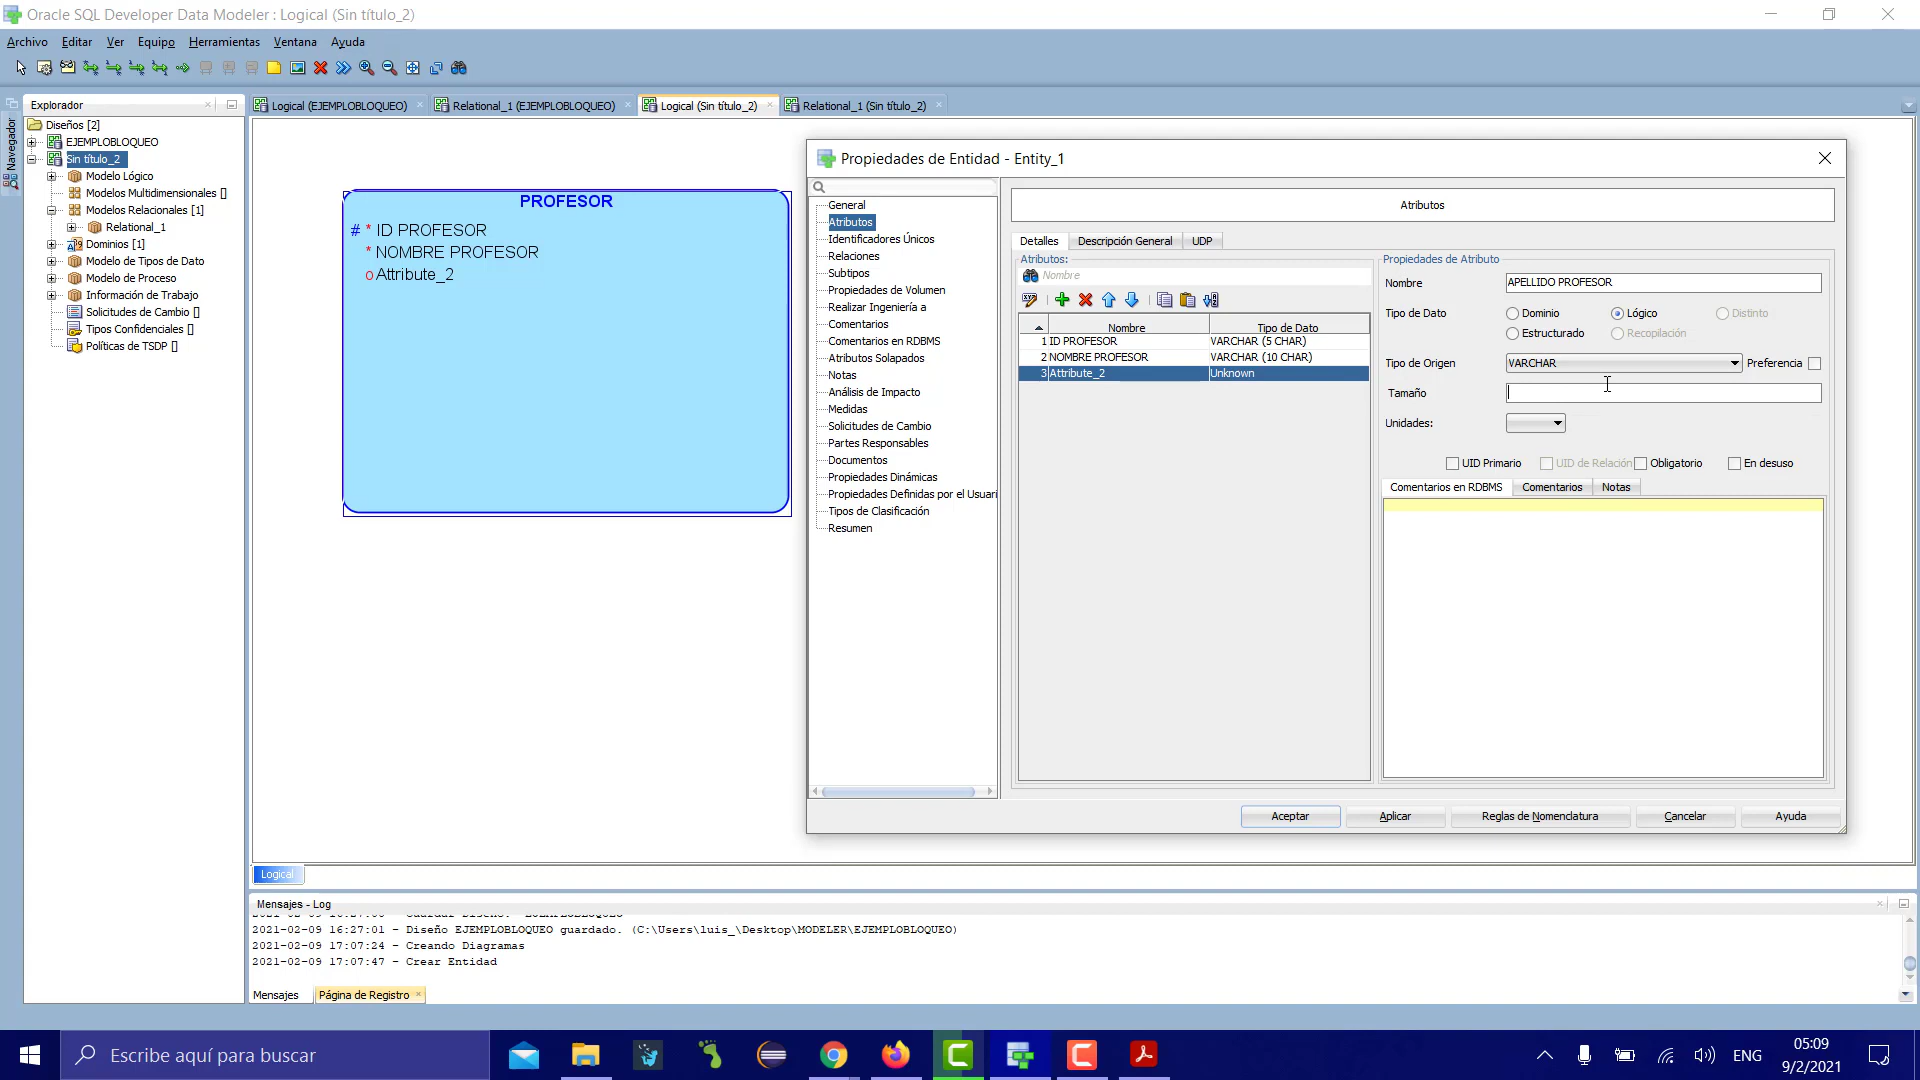 Oracle SQL Developer Data Modeler : Logical (Sin título_2)
Archivo Editar Ver Equipo Herramientas Ventana Ayuda
Navegador
Explorador
Diseños [2]
EJEMPLOBLOQUEO
Sin título_2
Modelo Lógico
Modelos Multidimensionales []
Modelos Relacionales [1]
Relational_1
Dominios [1]
Modelo de Tipos de Dato
Modelo de Proceso
Información de Trabajo
Solicitudes de Cambio []
Tipos Confidenciales []
Políticas de TSDP []
Logical (EJEMPLOBLOQUEO) Relational_1 (EJEMPLOBLOQUEO) Logical (Sin título_2) Relational_1 (Sin título_2)
PROFESOR
# * ID PROFESOR
* NOMBRE PROFESOR
o Attribute_2
Propiedades de Entidad - Entity_1
General
Atributos
Identificadores Únicos
Relaciones
Subtipos
Propiedades de Volumen
Realizar Ingeniería a
Comentarios
Comentarios en RDBMS
Atributos Solapados
Notas
Análisis de Impacto
Medidas
Solicitudes de Cambio
Partes Responsables
Documentos
Propiedades Dinámicas
Propiedades Definidas por el Usuari
Tipos de Clasificación
Resumen
Atributos
Detalles Descripción General UDP
Atributos:
Nombre
Nombre Tipo de Dato
1 ID PROFESOR VARCHAR (5 CHAR)
2 NOMBRE PROFESOR VARCHAR (10 CHAR)
3 Attribute_2 Unknown
Propiedades de Atributo
Nombre APELLIDO PROFESOR
Tipo de Dato Dominio Lógico Distinto
Estructurado Recopilación
Tipo de Origen VARCHAR Preferencia
Tamaño
Unidades:
UID Primario UID de Relación Obligatorio En desuso
Comentarios en RDBMS Comentarios Notas
Aceptar Aplicar Reglas de Nomenclatura Cancelar Ayuda
Logical
Mensajes - Log
2021-02-09 16:27:01 - Diseño EJEMPLOBLOQUEO guardado. (C:\Users\luis_\Desktop\MODELER\EJEMPLOBLOQUEO)
2021-02-09 17:07:24 - Creando Diagramas
2021-02-09 17:07:47 - Crear Entidad
Mensajes Página de Registro
Escribe aquí para buscar
ENG
05:09
9/2/2021